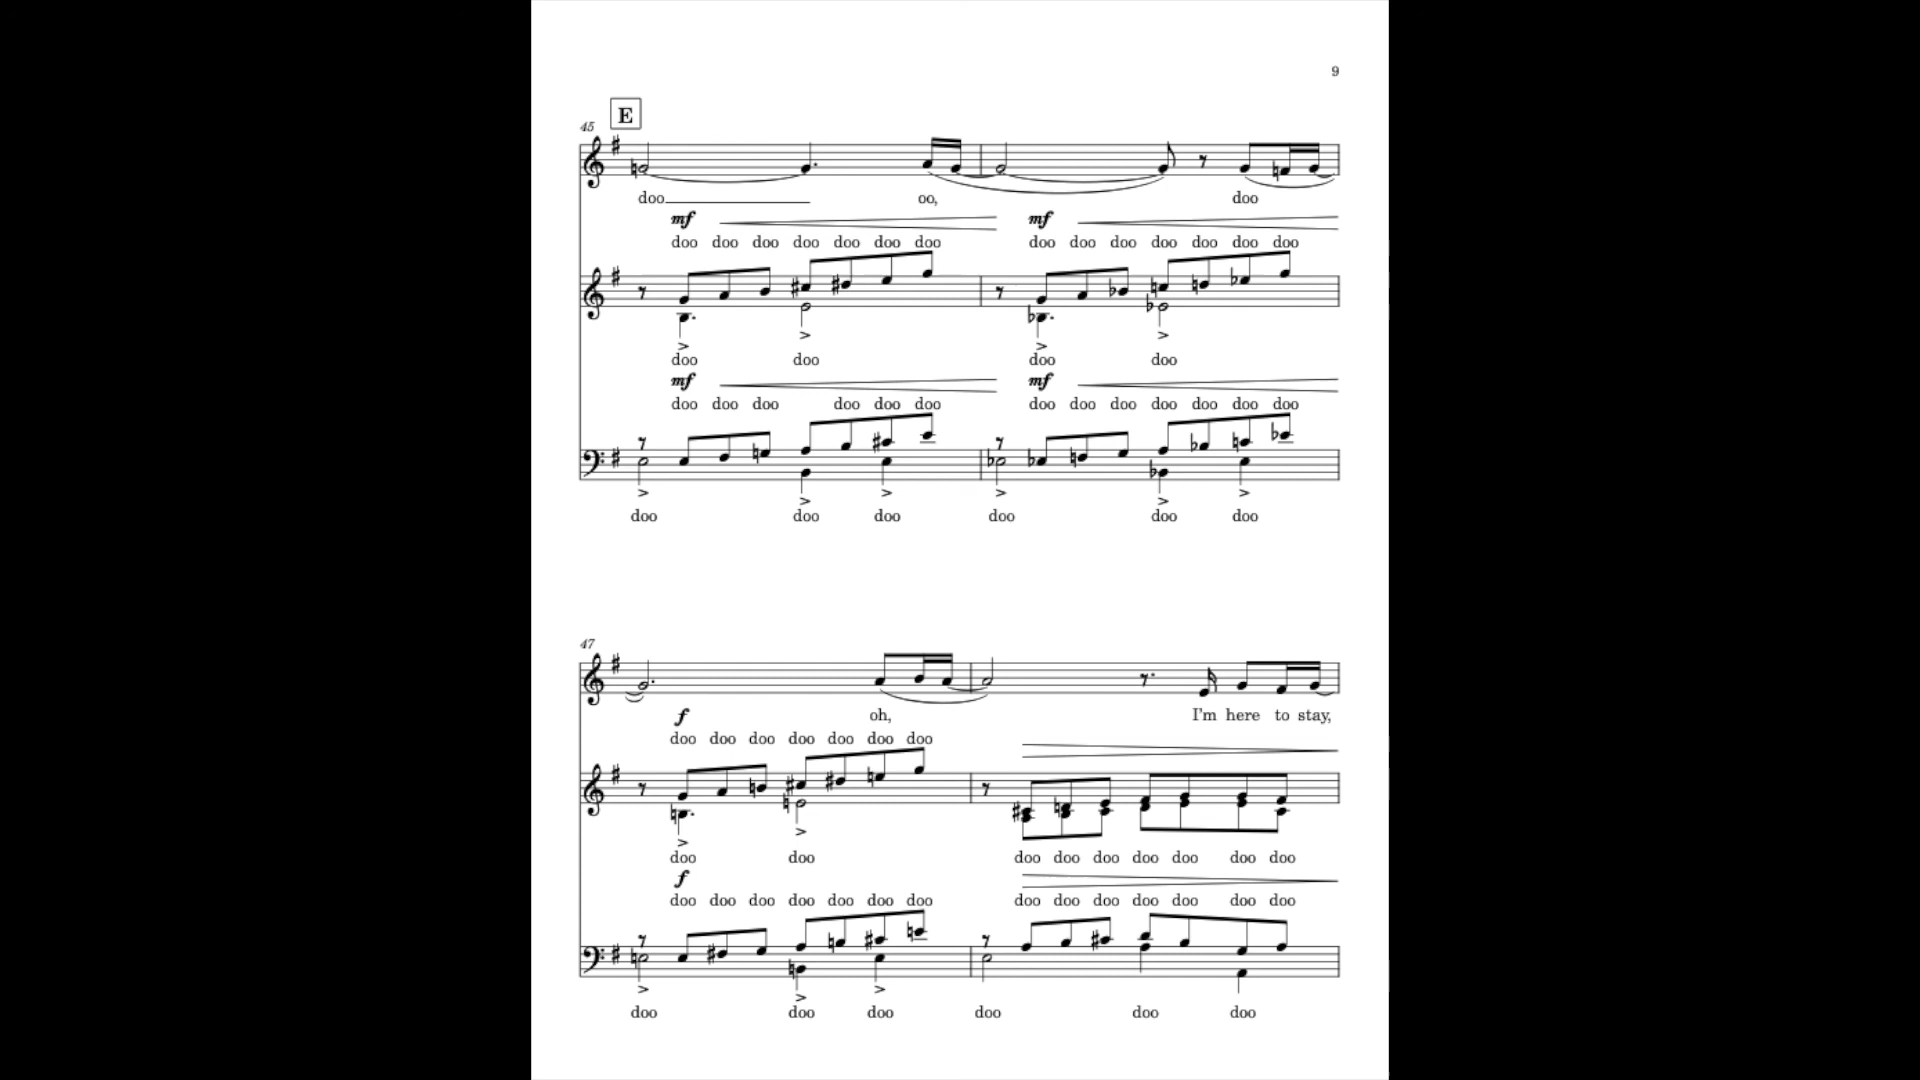 9
E
45
doo oo, doo
mf mf
doo doo doo doo doo doo doo doo doo doo doo doo doo doo
doo doo doo doo
mf mf
doo doo doo doo doo doo doo doo doo doo doo doo doo
doo doo doo doo doo doo
47
f oh, I'm here to stay,
doo doo doo doo doo doo doo
doo doo doo doo doo doo doo doo doo
f
doo doo doo doo doo doo doo doo doo doo doo doo doo doo
doo doo doo doo doo doo